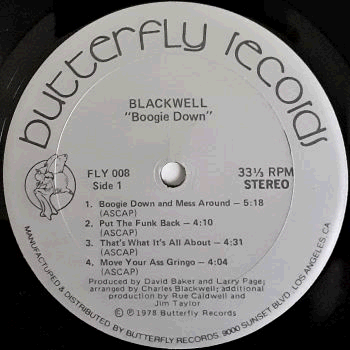 butterfly records
BLACKWELL
"Boogie Down"
FLY 008
Side 1
33⅓ RPM
STEREO
1. Boogie Down and Mess Around – 5:18
(ASCAP)
2. Put The Funk Back – 4:10
(ASCAP)
3. That's What It's All About – 4:31
(ASCAP)
4. Move Your Ass Gringo – 4:04
(ASCAP)
Produced by David Baker and Larry Page;
arranged by Charles Blackwell; additional
production by Rue Caldwell and
Jim Taylor
© ℗ 1978 Butterfly Records
MANUFACTURED & DISTRIBUTED BY BUTTERFLY RECORDS 9000 SUNSET BLVD. LOS ANGELES, CA